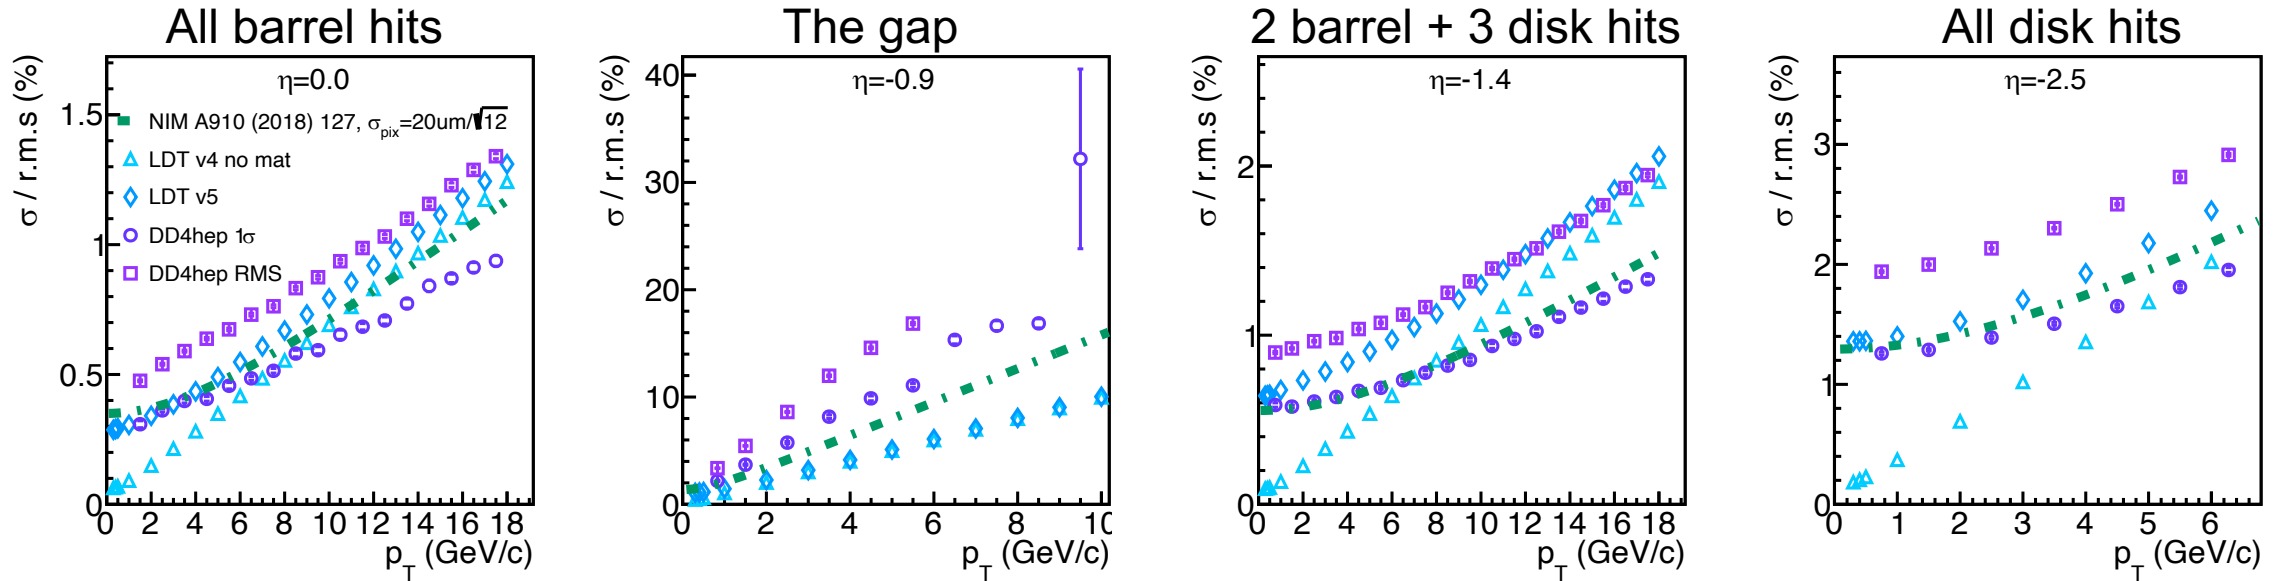 All barrel hits
η=0.0
σ / r.m.s (%)
1.5
1
0.5
0
NIM A910 (2018) 127, σpix=20um/√12
LDT v4 no mat
LDT v5
DD4hep 1σ
DD4hep RMS
0 2 4 6 8 10 12 14 16 18
pT (GeV/c)
The gap
η=-0.9
σ / r.m.s (%)
40
30
20
10
0
0 2 4 6 8 10
pT (GeV/c)
2 barrel + 3 disk hits
η=-1.4
σ / r.m.s (%)
2
1
0
0 2 4 6 8 10 12 14 16 18
pT (GeV/c)
All disk hits
η=-2.5
σ / r.m.s (%)
3
2
1
0
0 1 2 3 4 5 6
pT (GeV/c)